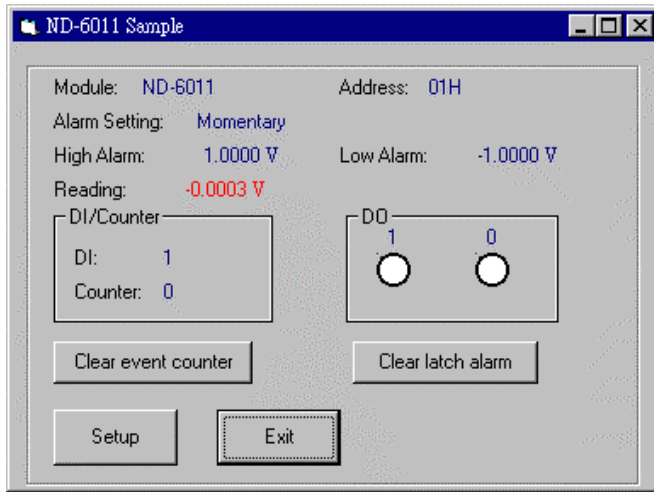 ND-6011 Sample
Module: ND-6011 Address: 01H
Alarm Setting: Momentary
High Alarm: 1.0000 V Low Alarm: -1.0000 V
Reading: -0.0003 V
DI/Counter
DI: 1
Counter: 0
DO
1 0
Clear event counter
Clear latch alarm
Setup
Exit